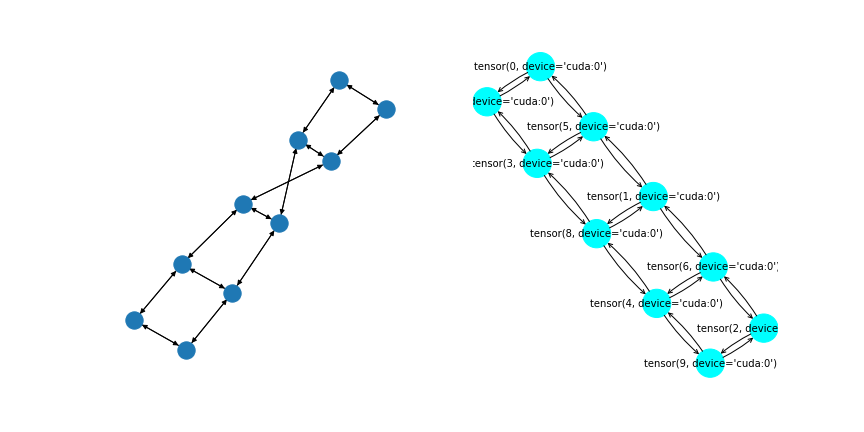 tensor(0, device='cuda:0')
device='cuda:0')
tensor(5, device='cuda:0')
tensor(3, device='cuda:0')
tensor(1, device='cuda:0')
tensor(8, device='cuda:0')
tensor(6, device='cuda:0')
tensor(4, device='cuda:0')
tensor(2, device
tensor(9, device='cuda:0')